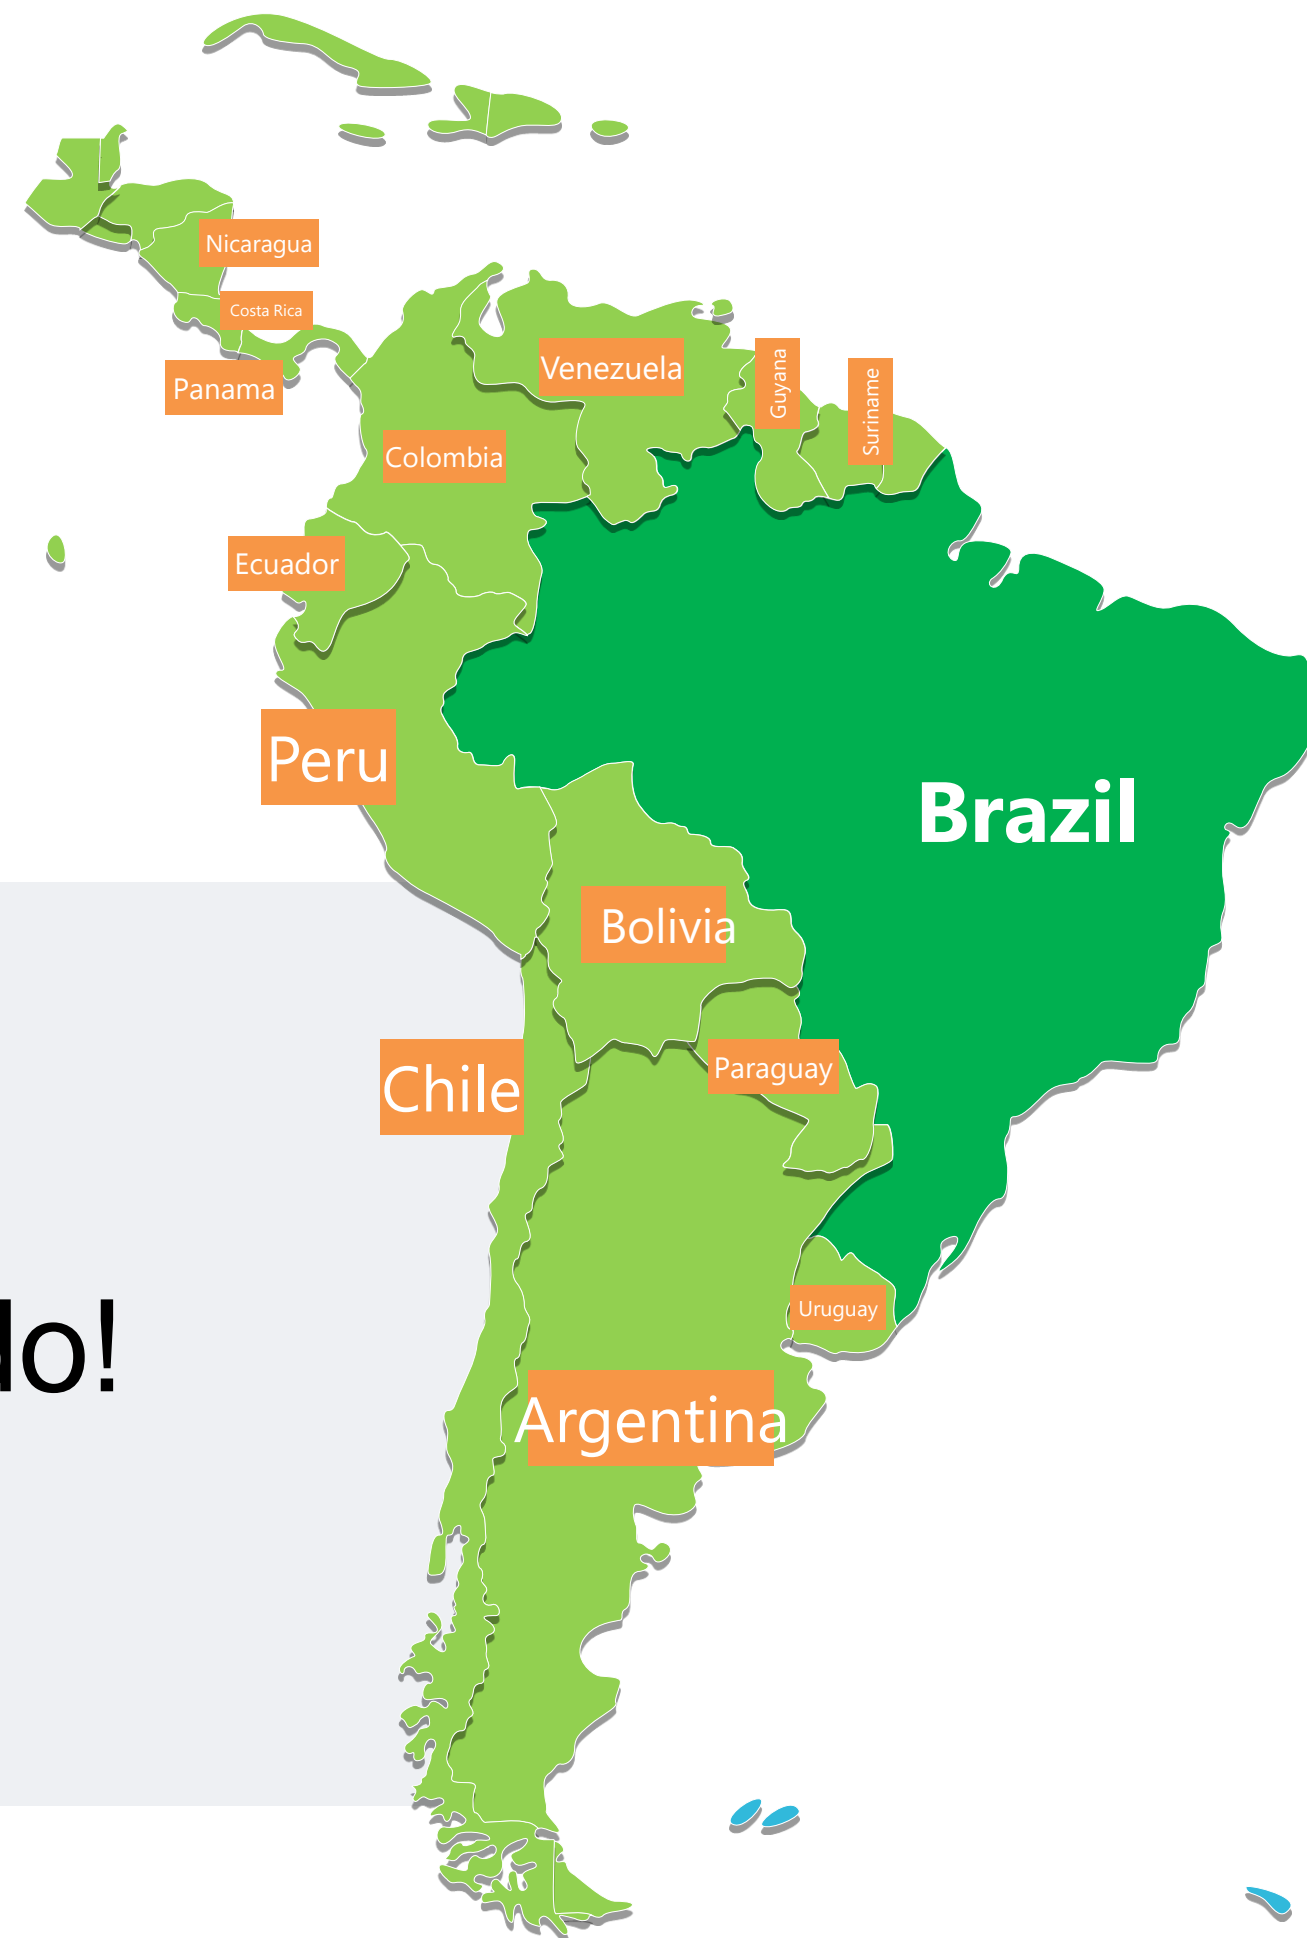 Nicaragua
Costa Rica
Panama
Venezuela
Guyana
Suriname
Colombia
Ecuador
Peru
Brazil
Bolivia
Chile
Paraguay
Uruguay
do!
Argentina